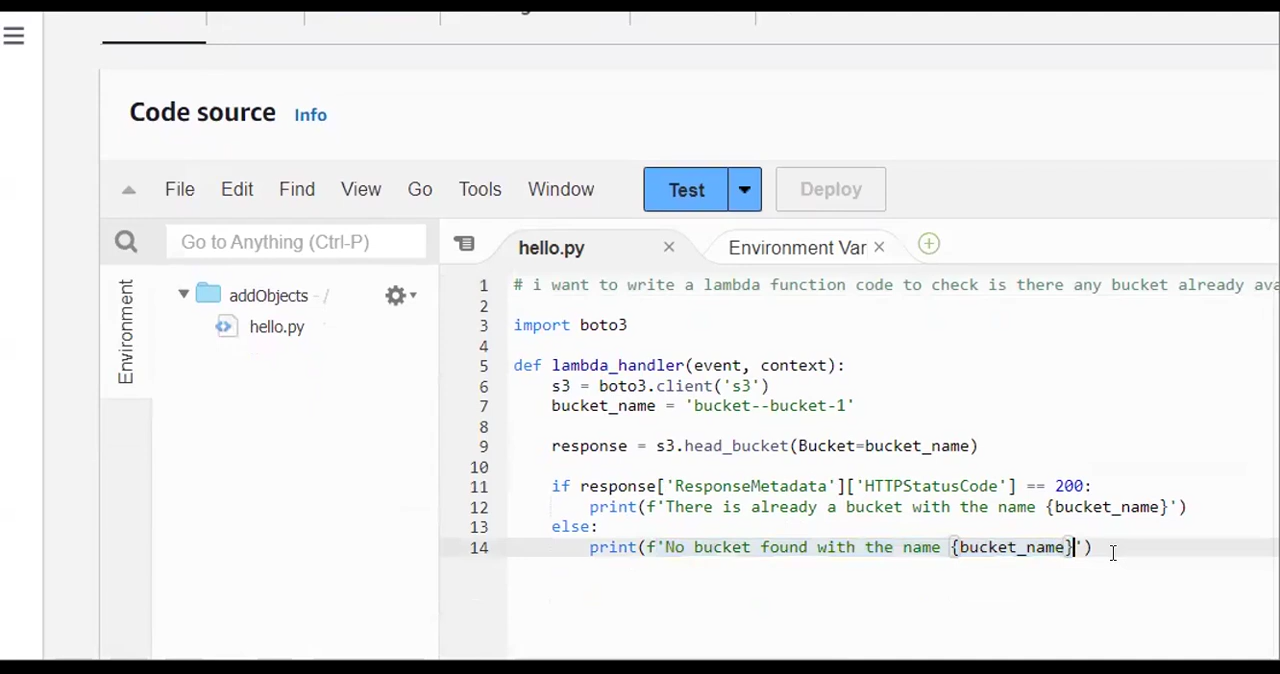 Code source Info
File Edit Find View Go Tools Window Test Deploy
Go to Anything (Ctrl-P)
hello.py
Environment Var
Environment
addObjects - /
hello.py
1 # i want to write a lambda function code to check is there any bucket already ava
2
3 import boto3
4
5 def lambda_handler(event, context):
6 s3 = boto3.client('s3')
7 bucket_name = 'bucket--bucket-1'
8
9 response = s3.head_bucket(Bucket=bucket_name)
10
11 if response['ResponseMetadata']['HTTPStatusCode'] == 200:
12 print(f'There is already a bucket with the name {bucket_name}')
13 else:
14 print(f'No bucket found with the name {bucket_name}')